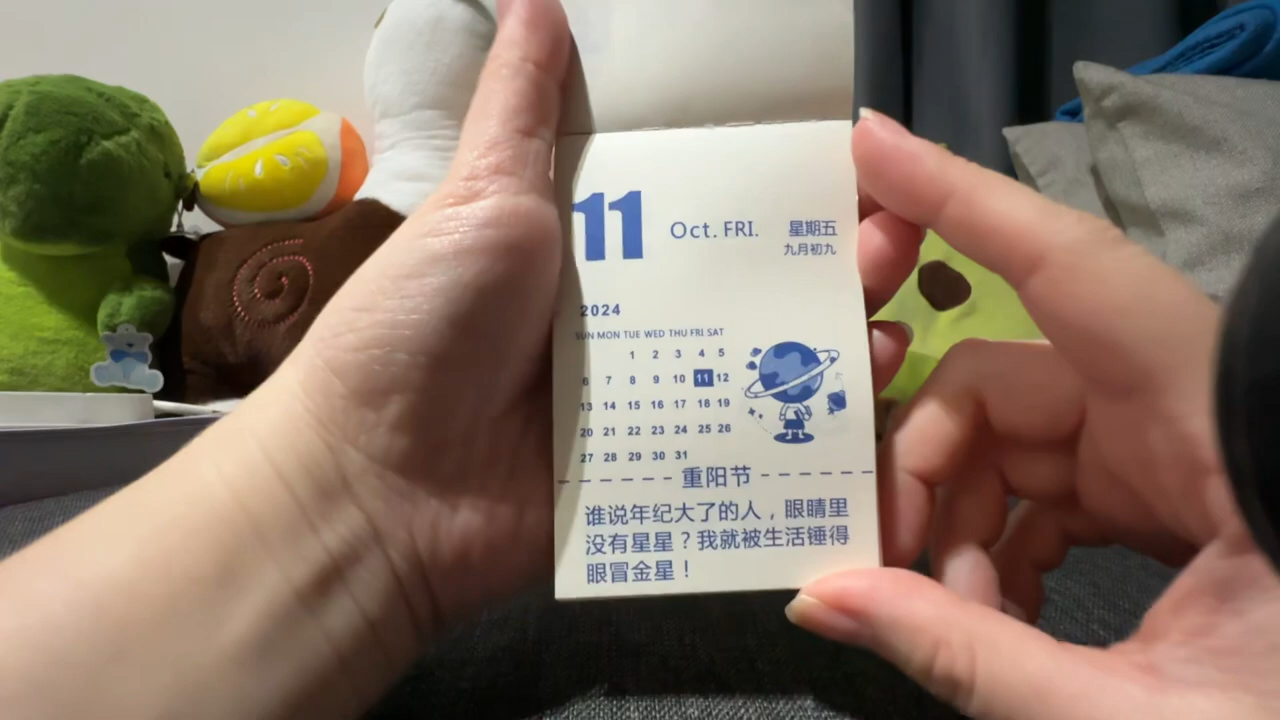 11 Oct. FRI. 星期五
九月初九
2024
SUN MON TUE WED THU FRI SAT
1 2 3 4 5
6 7 8 9 10 11 12
13 14 15 16 17 18 19
20 21 22 23 24 25 26
27 28 29 30 31
重阳节
谁说年纪大了的人，眼睛里
没有星星？我就被生活锤得
眼冒金星！